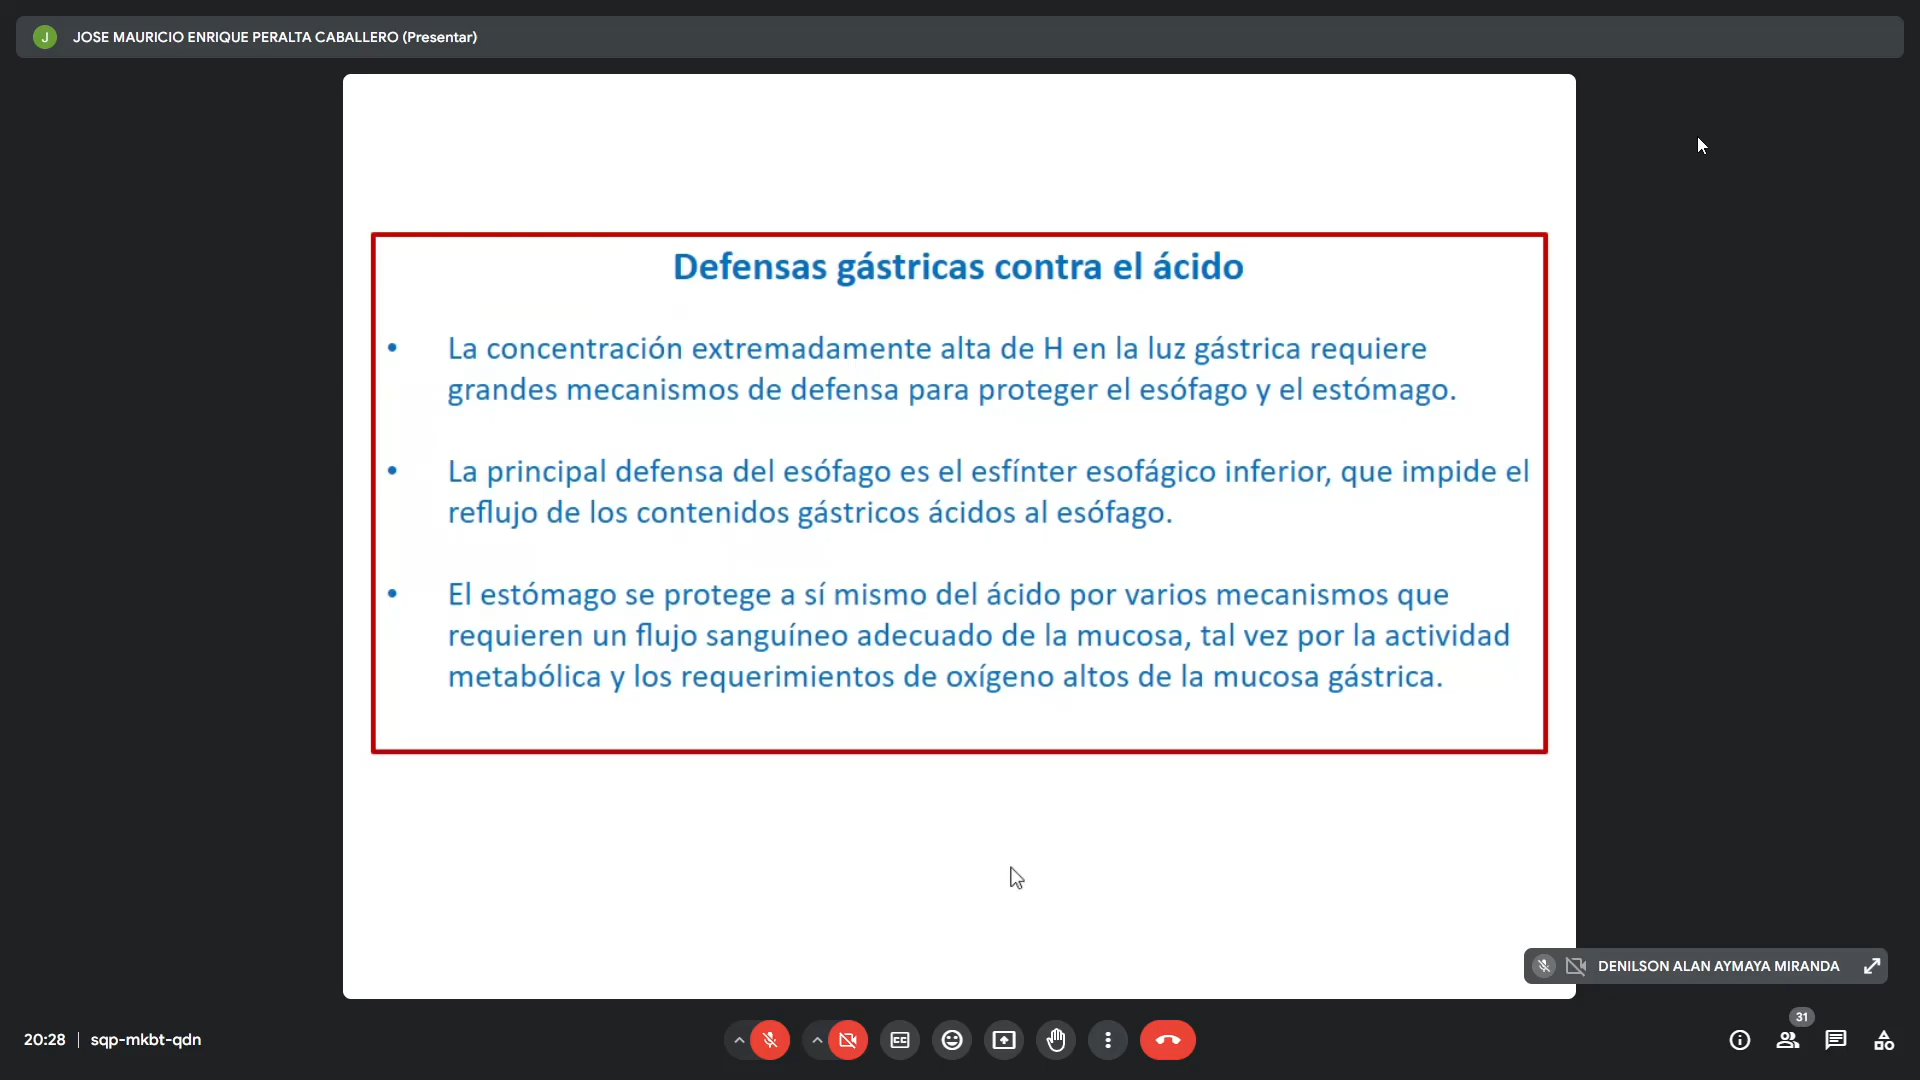 J JOSE MAURICIO ENRIQUE PERALTA CABALLERO (Presentar)
Defensas gástricas contra el ácido
• La concentración extremadamente alta de H en la luz gástrica requiere
grandes mecanismos de defensa para proteger el esófago y el estómago.
• La principal defensa del esófago es el esfínter esofágico inferior, que impide el
reflujo de los contenidos gástricos ácidos al esófago.
• El estómago se protege a sí mismo del ácido por varios mecanismos que
requieren un flujo sanguíneo adecuado de la mucosa, tal vez por la actividad
metabólica y los requerimientos de oxígeno altos de la mucosa gástrica.
DENILSON ALAN AYMAYA MIRANDA
31
20:28 | sqp-mkbt-qdn